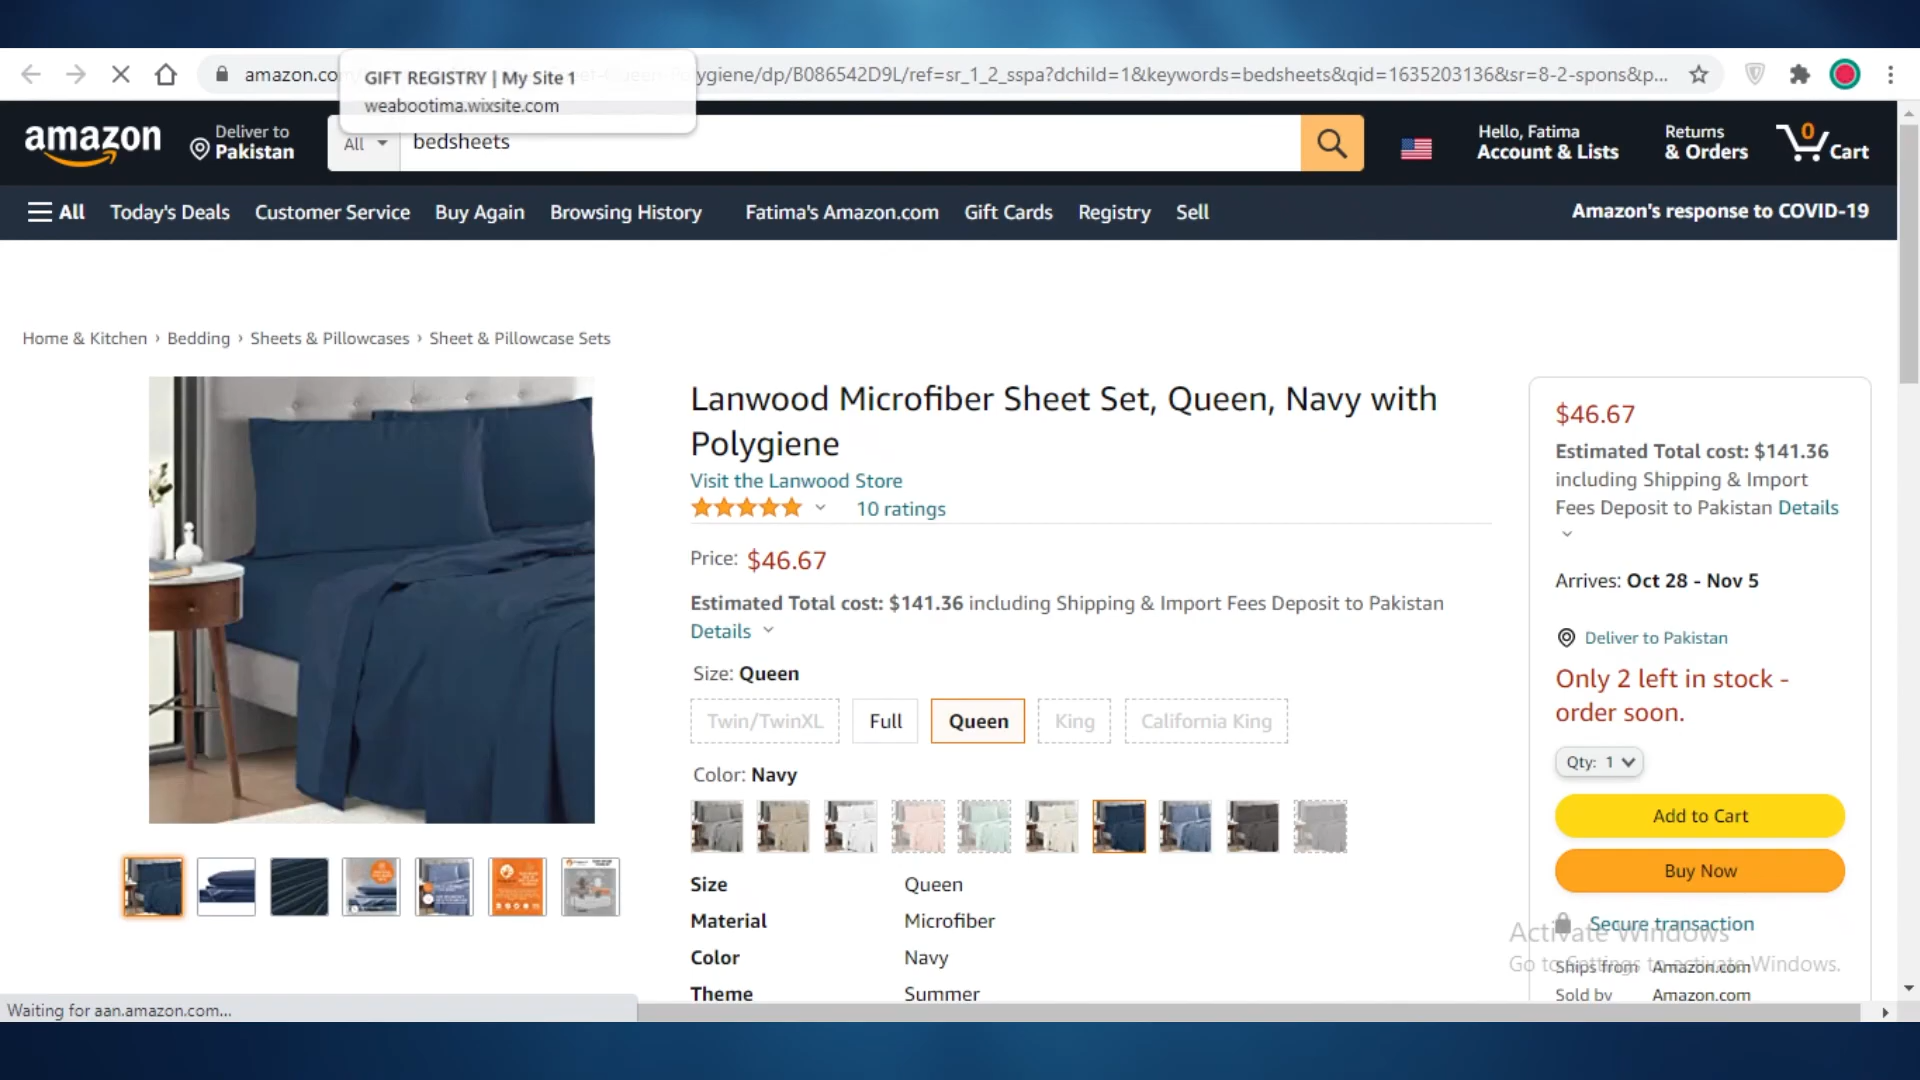 GIFT REGISTRY | My Site 1
weabootima.wixsite.com
ygiene/dp/B086542D9L/ref=sr_1_2_sspa?dchild=1&keywords=bedsheets&qid=1635203136&sr=8-2-spons&p...
amazon.co
amazon
Deliver to
Pakistan
All
bedsheets
Hello, Fatima
Account & Lists
Returns
& Orders
0
Cart
All
Today's Deals
Customer Service
Buy Again
Browsing History
Fatima's Amazon.com
Gift Cards
Registry
Sell
Amazon's response to COVID-19
Home & Kitchen › Bedding › Sheets & Pillowcases › Sheet & Pillowcase Sets
Lanwood Microfiber Sheet Set, Queen, Navy with
Polygiene
Visit the Lanwood Store
10 ratings
Price: $46.67
Estimated Total cost: $141.36 including Shipping & Import Fees Deposit to Pakistan
Details
Size: Queen
Twin/TwinXL
Full
Queen
King
California King
Color: Navy
Size Queen
Material Microfiber
Color Navy
Theme Summer
$46.67
Estimated Total cost: $141.36
including Shipping & Import
Fees Deposit to Pakistan Details
Arrives: Oct 28 - Nov 5
Deliver to Pakistan
Only 2 left in stock -
order soon.
Qty: 1
Add to Cart
Buy Now
Secure transaction
Activate Windows
Go to Settings to activate Windows.
Ships from Amazon.com
Sold by Amazon.com
Waiting for aan.amazon.com...